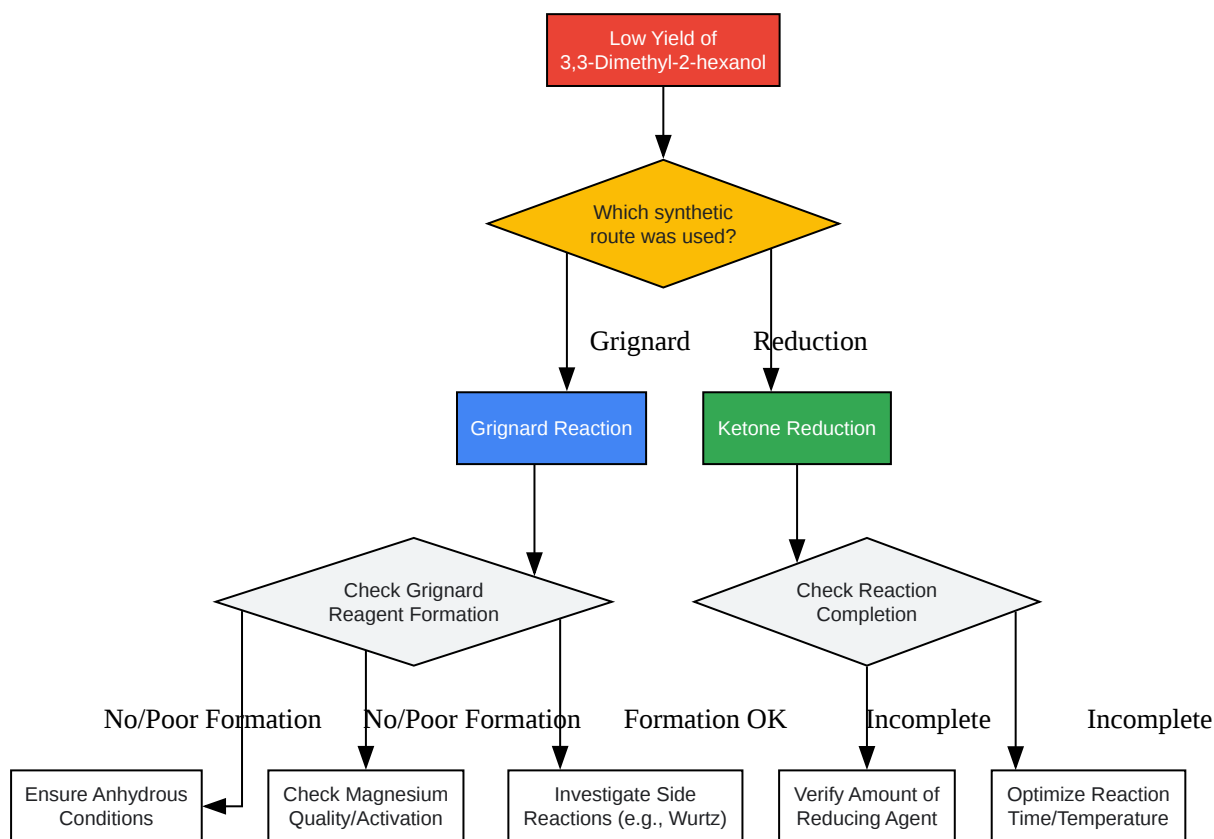 Low Yield of
3,3-Dimethyl-2-hexanol
Which synthetic
route was used?
Grignard
Reduction
Grignard Reaction
Ketone Reduction
Check Grignard
Reagent Formation
Check Reaction
Completion
No/Poor Formation
No/Poor Formation
Formation OK
Incomplete
Incomplete
Ensure Anhydrous
Conditions
Check Magnesium
Quality/Activation
Investigate Side
Reactions (e.g., Wurtz)
Verify Amount of
Reducing Agent
Optimize Reaction
Time/Temperature